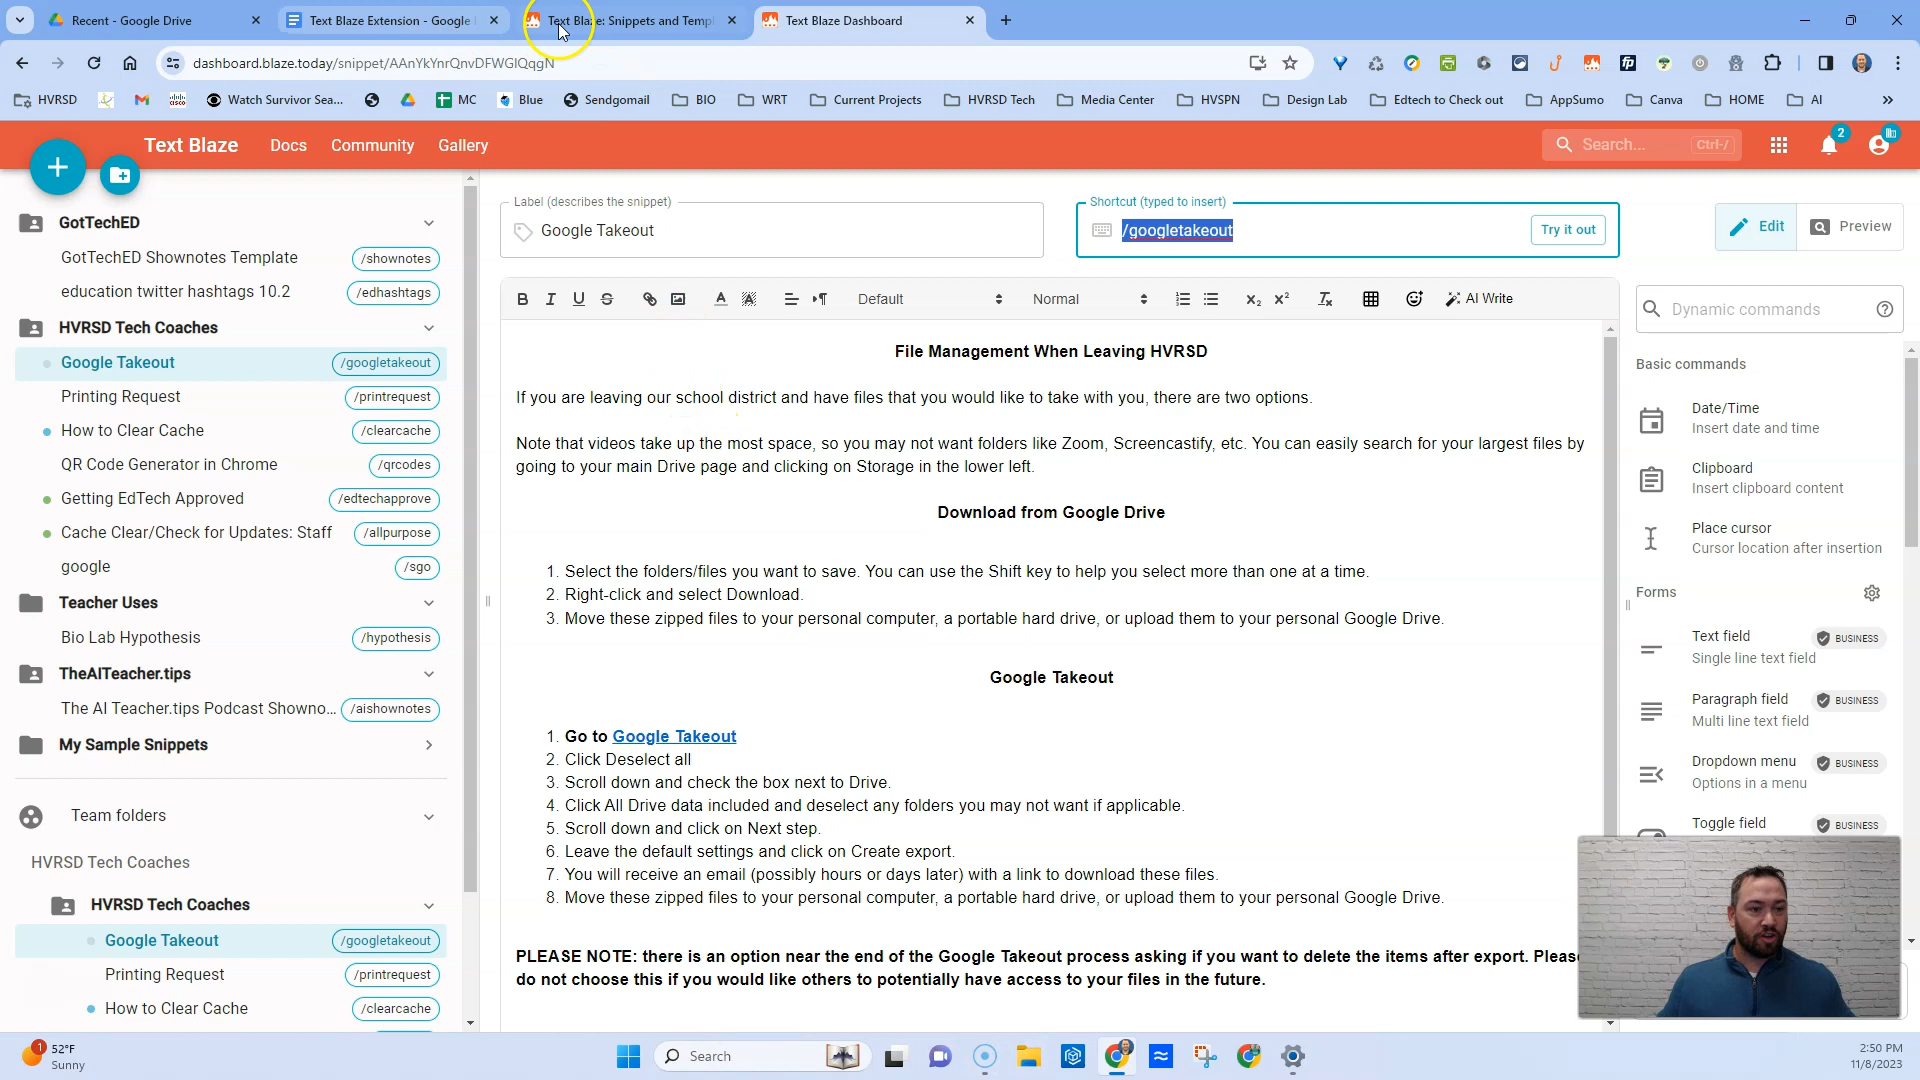 Recent - Google Drive
Text Blaze Extension - Google
Text Blaze: Snippets and Templ
Text Blaze Dashboard
dashboard.blaze.today/snippet/AAnYkYnrQnvDFWGIQqgN
HVRSD
cisco
Watch Survivor Sea...
MC
Blue
Sendgomail
BIO
WRT
Current Projects
HVRSD Tech
Media Center
HVSPN
Design Lab
Edtech to Check out
AppSumo
Canva
HOME
AI
»
Text Blaze
Docs
Community
Gallery
Search...
Ctrl-/
2
GotTechED
GotTechED Shownotes Template
/shownotes
education twitter hashtags 10.2
/edhashtags
HVRSD Tech Coaches
Google Takeout
/googletakeout
Printing Request
/printrequest
How to Clear Cache
/clearcache
QR Code Generator in Chrome
/qrcodes
Getting EdTech Approved
/edtechapprove
Cache Clear/Check for Updates: Staff
/allpurpose
google
/sgo
Teacher Uses
Bio Lab Hypothesis
/hypothesis
TheAITeacher.tips
The AI Teacher.tips Podcast Showno...
/aishownotes
My Sample Snippets
Team folders
HVRSD Tech Coaches
HVRSD Tech Coaches
Google Takeout
/googletakeout
Printing Request
/printrequest
How to Clear Cache
/clearcache
Label (describes the snippet)
Google Takeout
Shortcut (typed to insert)
/googletakeout
Try it out
Edit
Preview
B I U S
Default
Normal
AI Write
File Management When Leaving HVRSD
If you are leaving our school district and have files that you would like to take with you, there are two options.
Note that videos take up the most space, so you may not want folders like Zoom, Screencastify, etc. You can easily search for your largest files by
going to your main Drive page and clicking on Storage in the lower left.
Download from Google Drive
1. Select the folders/files you want to save. You can use the Shift key to help you select more than one at a time.
2. Right-click and select Download.
3. Move these zipped files to your personal computer, a portable hard drive, or upload them to your personal Google Drive.
Google Takeout
1. Go to Google Takeout
2. Click Deselect all
3. Scroll down and check the box next to Drive.
4. Click All Drive data included and deselect any folders you may not want if applicable.
5. Scroll down and click on Next step.
6. Leave the default settings and click on Create export.
7. You will receive an email (possibly hours or days later) with a link to download these files.
8. Move these zipped files to your personal computer, a portable hard drive, or upload them to your personal Google Drive.
PLEASE NOTE: there is an option near the end of the Google Takeout process asking if you want to delete the items after export. Please
do not choose this if you would like others to potentially have access to your files in the future.
Dynamic commands
Basic commands
Date/Time
Insert date and time
Clipboard
Insert clipboard content
Place cursor
Cursor location after insertion
Forms
Text field
BUSINESS
Single line text field
Paragraph field
BUSINESS
Multi line text field
Dropdown menu
BUSINESS
Options in a menu
Toggle field
BUSINESS
1
52°F
Sunny
Search
2:50 PM
11/8/2023